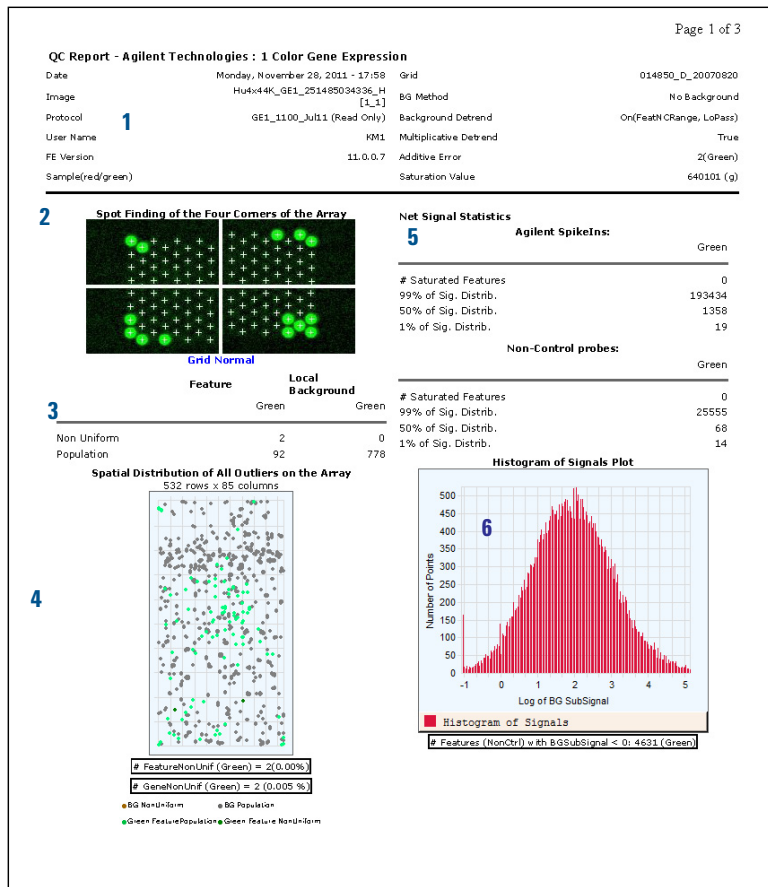 Page 1 of 3
QC Report - Agilent Technologies : 1 Color Gene Expression
Date Monday, November 28, 2011 - 17:58 Grid 014850_D_20070820
Image Hu4x44K_GE1_251485034336_H [1_1] BG Method No Background
Protocol GE1_1100_Jul11 (Read Only) Background Detrend On(FeatNCRange, LoPass)
1
User Name KM1 Multiplicative Detrend True
FE Version 11.0.0.7 Additive Error 2(Green)
Sample(red/green) Saturation Value 640101 (g)
2
Spot Finding of the Four Corners of the Array
Grid Normal
Feature Local Background
Green Green
3
Non Uniform 2 0
Population 92 778
Spatial Distribution of All Outliers on the Array
532 rows x 85 columns
4
# FeatureNonUnif (Green) = 2(0.00%)
# GeneNonUnif (Green) = 2 (0.005 %)
BG NonUniform BG Population
Green FeaturePopulation Green Feature NonUniform
Net Signal Statistics
5
Agilent SpikeIns:
Green
# Saturated Features 0
99% of Sig. Distrib. 193434
50% of Sig. Distrib. 1358
1% of Sig. Distrib. 19
Non-Control probes:
Green
# Saturated Features 0
99% of Sig. Distrib. 25555
50% of Sig. Distrib. 68
1% of Sig. Distrib. 14
Histogram of Signals Plot
6
Number of Points
500
450
400
350
300
250
200
150
100
50
0
-1 0 1 2 3 4 5
Log of BG SubSignal
Histogram of Signals
# Features (NonCtrl) with BGSubSignal < 0: 4631 (Green)